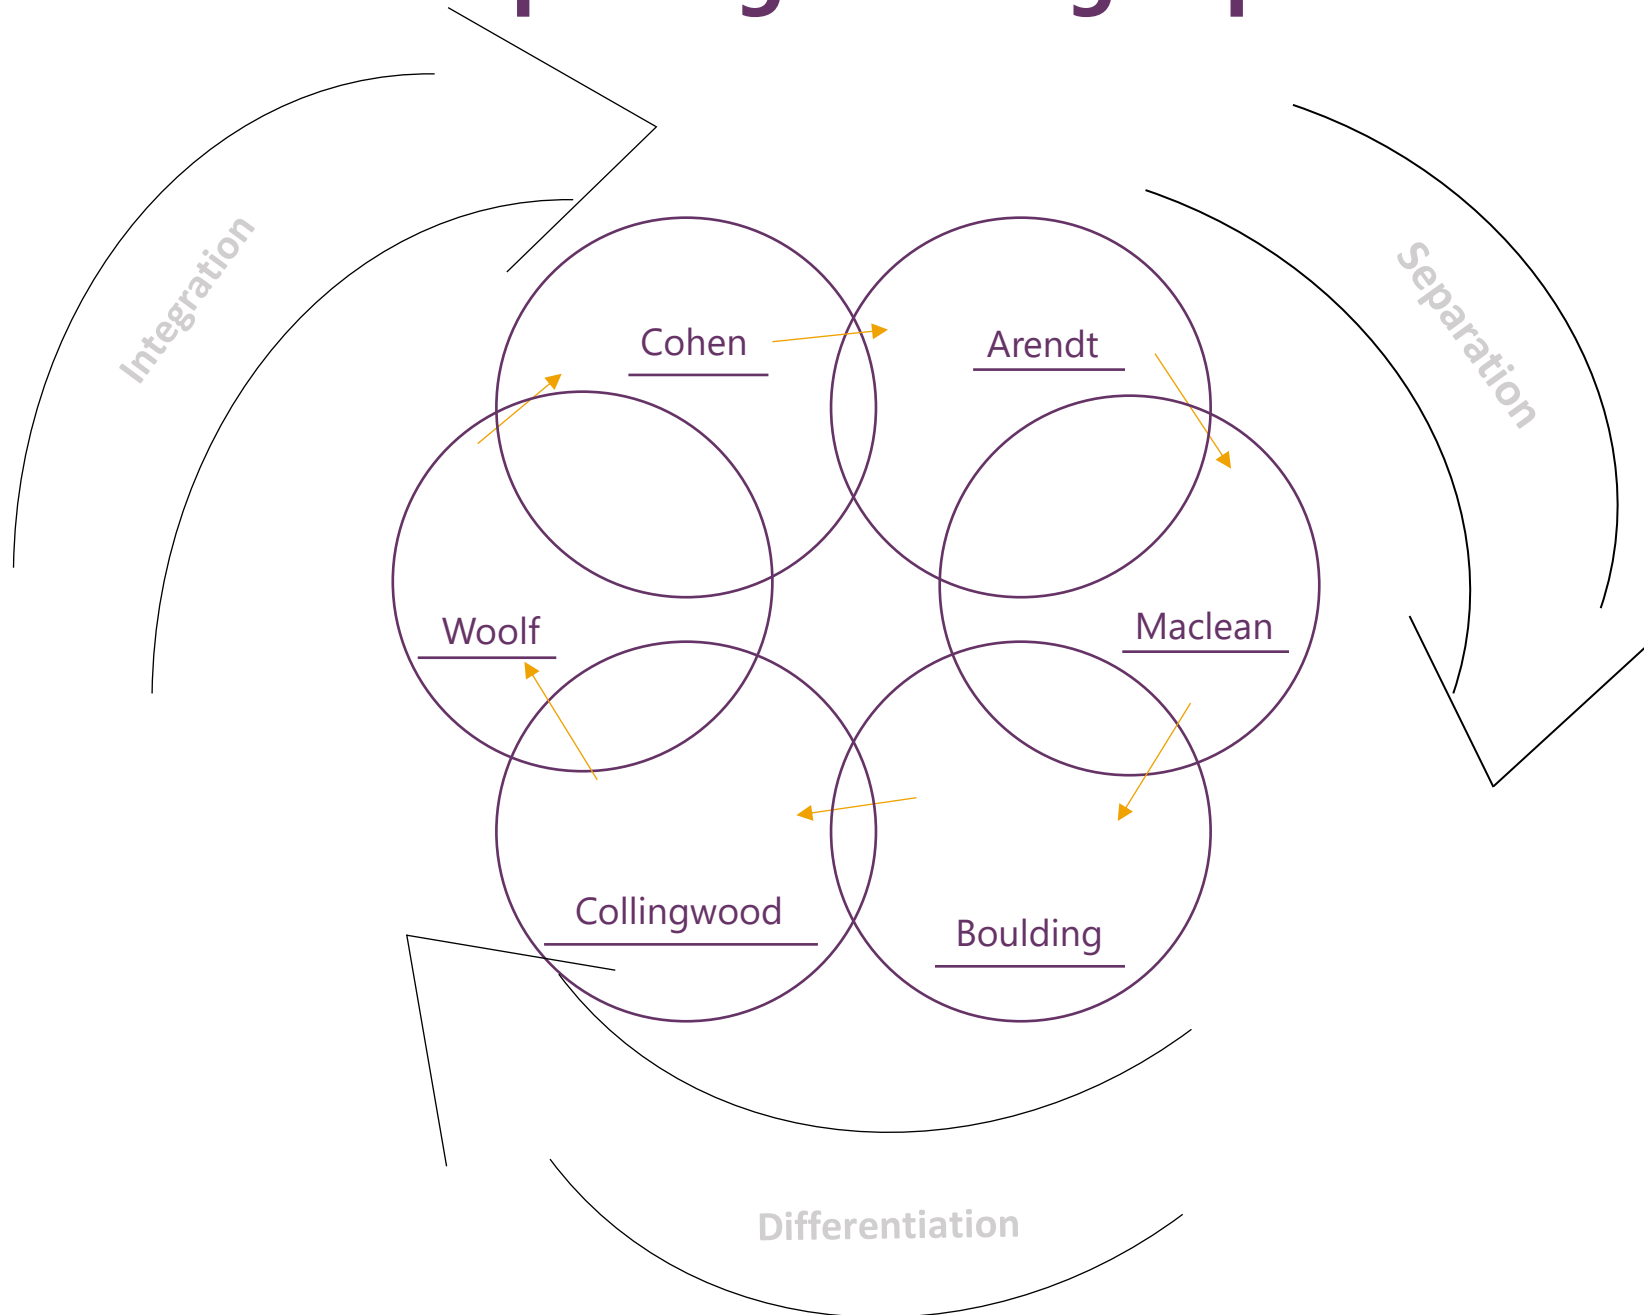 Integration
Separation
Cohen
Arendt
Woolf
Maclean
Collingwood
Boulding
Differentiation